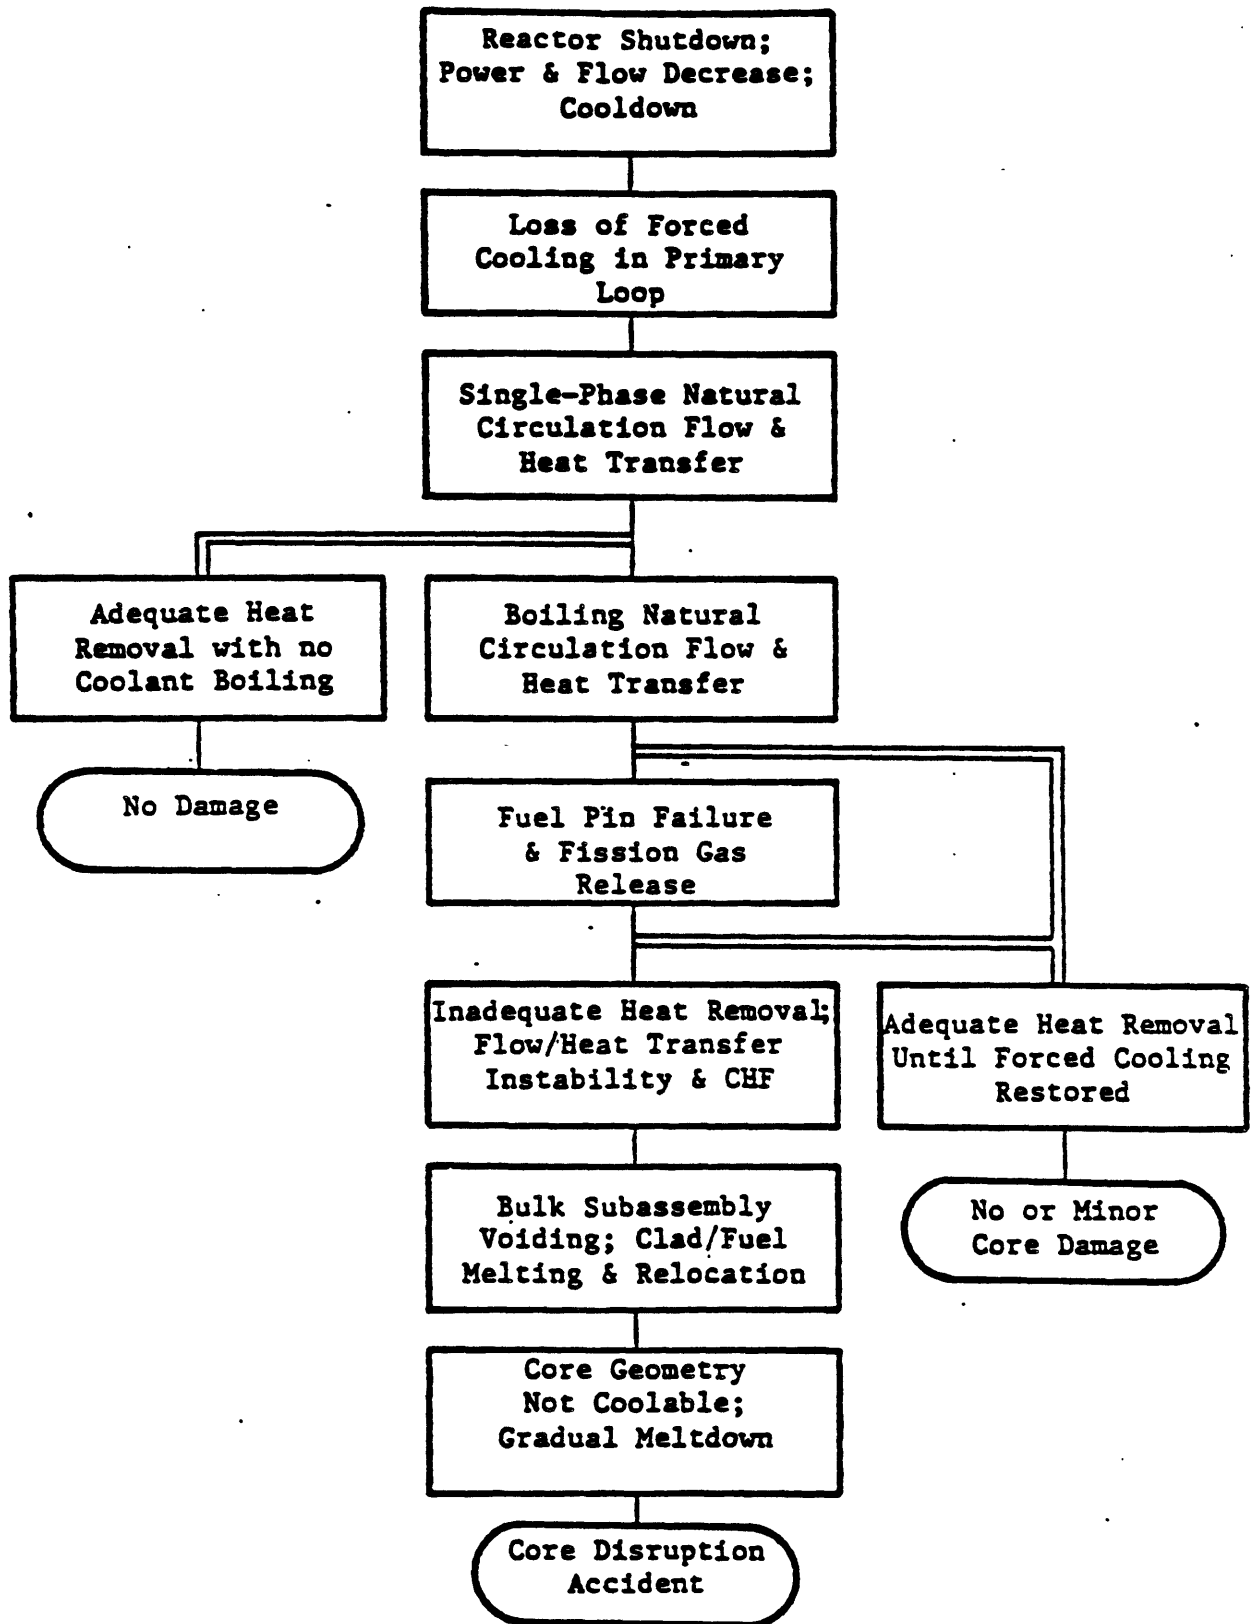 Reactor Shutdown;
Power & Flow Decrease;
Cooldown
Loss of Forced
Cooling in Primary
Loop
Single-Phase Natural
Circulation Flow &
Heat Transfer
Adequate Heat
Removal with no
Coolant Boiling
Boiling Natural
Circulation Flow &
Heat Transfer
No Damage
Fuel Pin Failure
& Fission Gas
Release
Inadequate Heat Removal;
Flow/Heat Transfer
Instability & CHF
Adequate Heat Removal
Until Forced Cooling
Restored
Bulk Subassembly
Voiding; Clad/Fuel
Melting & Relocation
No or Minor
Core Damage
Core Geometry
Not Coolable;
Gradual Meltdown
Core Disruption
Accident